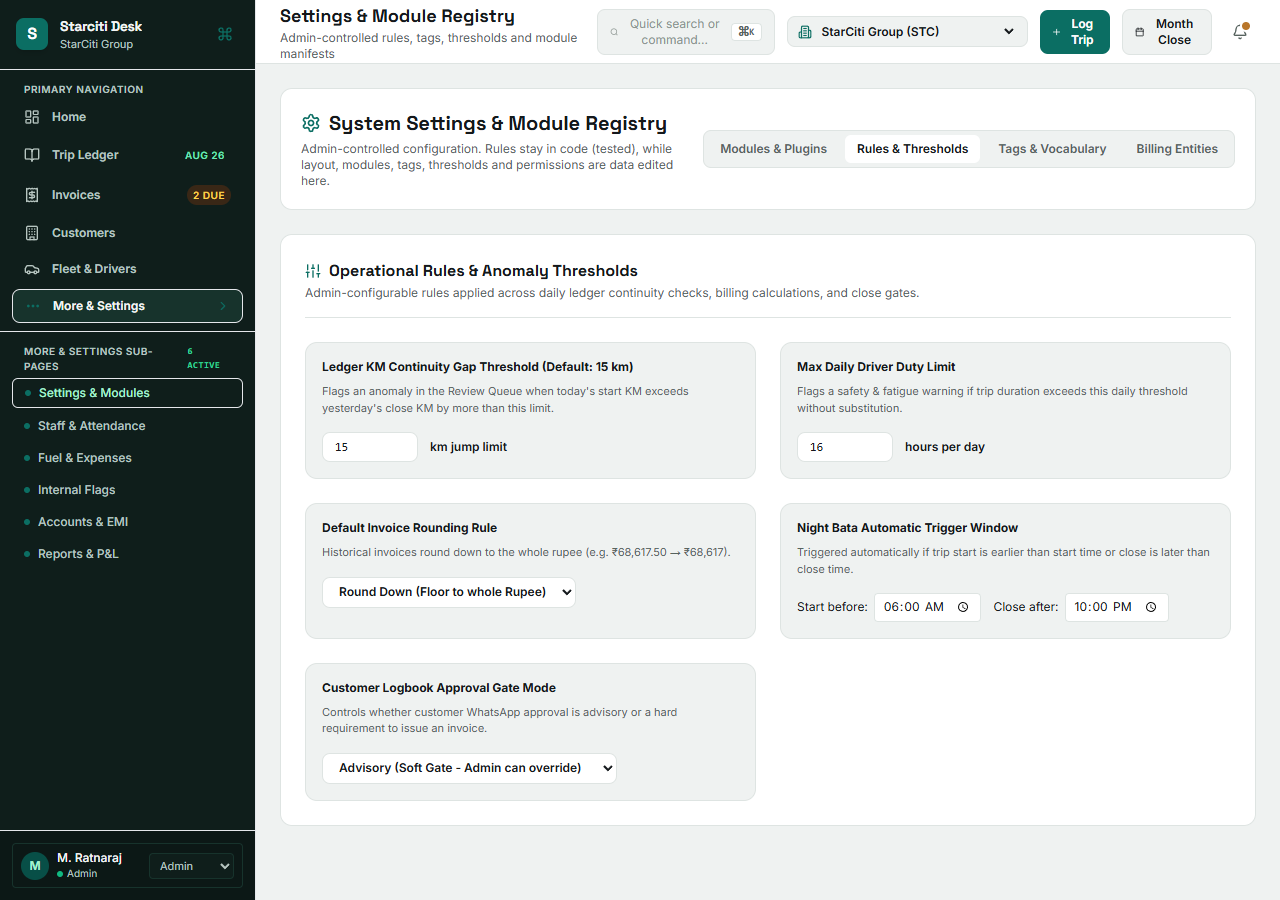 S
Starciti Desk
StarCiti Group
⌘
PRIMARY NAVIGATION
Home
Trip Ledger
AUG 26
Invoices
2 DUE
Customers
Fleet & Drivers
More & Settings
MORE & SETTINGS SUB-
PAGES
6
ACTIVE
Settings & Modules
Staff & Attendance
Fuel & Expenses
Internal Flags
Accounts & EMI
Reports & P&L
M
M. Ratnaraj
Admin
Admin
Settings & Module Registry
Admin-controlled rules, tags, thresholds and module
manifests
Quick search or
command...
⌘K
StarCiti Group (STC)
+ Log
Trip
Month
Close
System Settings & Module Registry
Admin-controlled configuration. Rules stay in code (tested), while
layout, modules, tags, thresholds and permissions are data edited
here.
Modules & Plugins
Rules & Thresholds
Tags & Vocabulary
Billing Entities
Operational Rules & Anomaly Thresholds
Admin-configurable rules applied across daily ledger continuity checks, billing calculations, and close gates.
Ledger KM Continuity Gap Threshold (Default: 15 km)
Flags an anomaly in the Review Queue when today's start KM exceeds
yesterday's close KM by more than this limit.
15
km jump limit
Max Daily Driver Duty Limit
Flags a safety & fatigue warning if trip duration exceeds this daily threshold
without substitution.
16
hours per day
Default Invoice Rounding Rule
Historical invoices round down to the whole rupee (e.g. ₹68,617.50 → ₹68,617).
Round Down (Floor to whole Rupee)
Night Bata Automatic Trigger Window
Triggered automatically if trip start is earlier than start time or close is later than
close time.
Start before:
06:00 AM
Close after:
10:00 PM
Customer Logbook Approval Gate Mode
Controls whether customer WhatsApp approval is advisory or a hard
requirement to issue an invoice.
Advisory (Soft Gate - Admin can override)